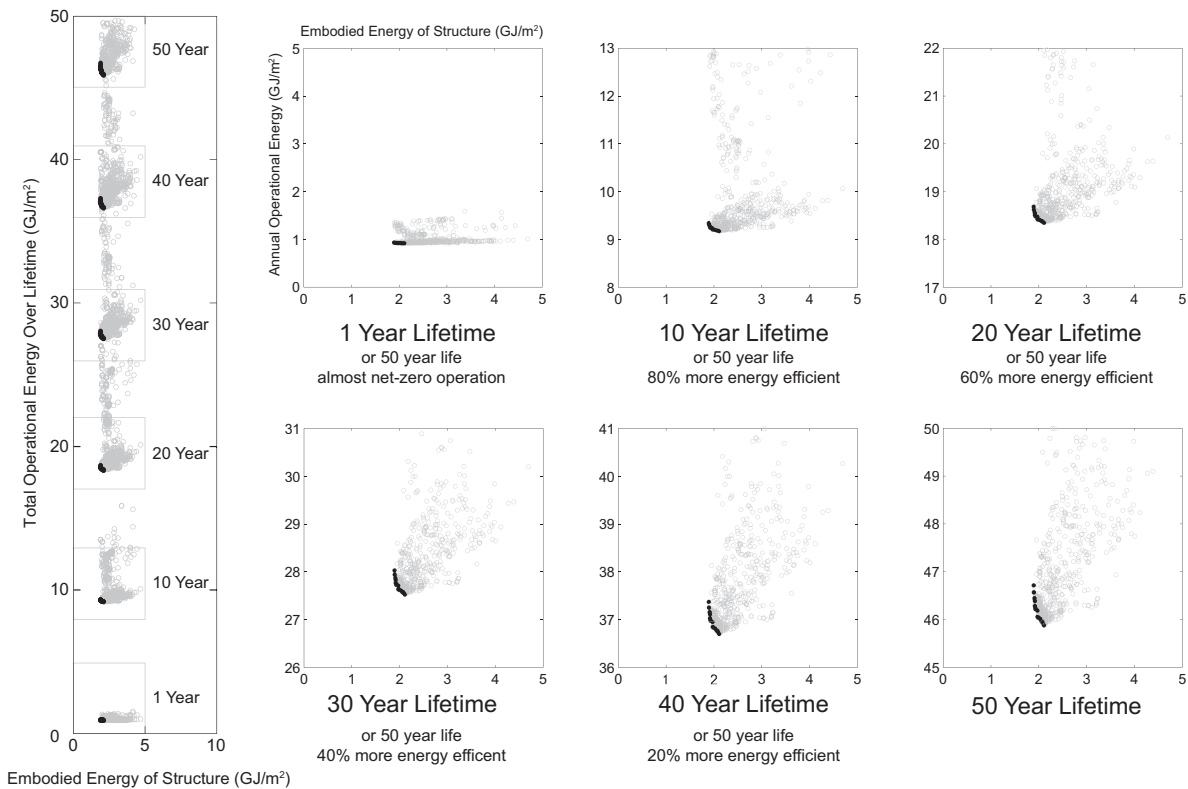 Total Operational Energy Over Lifetime (GJ/m²)
50
40
30
20
10
0
50 Year
40 Year
30 Year
20 Year
10 Year
1 Year
0 5 10
Embodied Energy of Structure (GJ/m²)
Embodied Energy of Structure (GJ/m²)
Annual Operational Energy (GJ/m²)
5
4
3
2
1
0
0 1 2 3 4 5
1 Year Lifetime
or 50 year life
almost net-zero operation
13
12
11
10
9
8
0 1 2 3 4 5
10 Year Lifetime
or 50 year life
80% more energy efficient
22
21
20
19
18
17
0 1 2 3 4 5
20 Year Lifetime
or 50 year life
60% more energy efficient
31
30
29
28
27
26
0 1 2 3 4 5
30 Year Lifetime
or 50 year life
40% more energy efficent
41
40
39
38
37
36
0 1 2 3 4 5
40 Year Lifetime
or 50 year life
20% more energy efficient
50
49
48
47
46
45
0 1 2 3 4 5
50 Year Lifetime